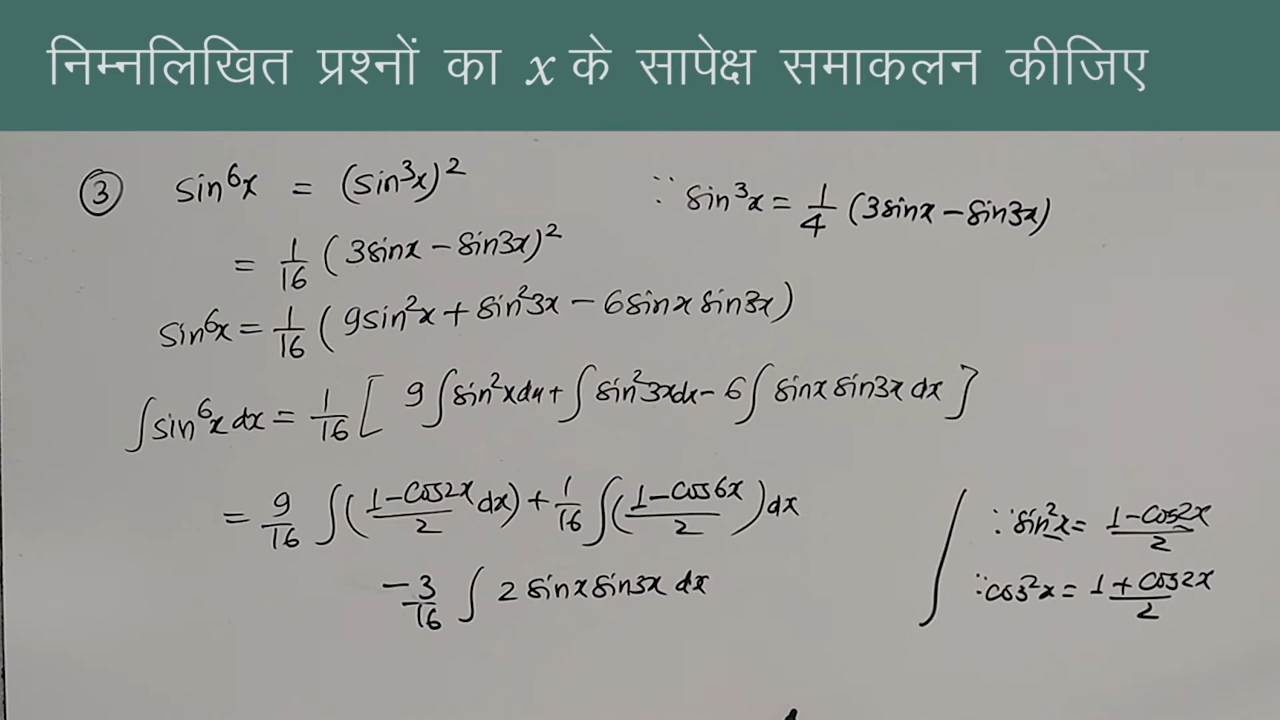 निम्नलिखित प्रश्नों का x के सापेक्ष समाकलन कीजिए
③ sin⁶x = (sin³x)²
∵ sin³x = 1/4 (3sinx - sin3x)
= 1/16 (3sinx - sin3x)²
sin⁶x = 1/16 (9sin²x + sin²3x - 6sinx sin3x)
∫sin⁶x dx = 1/16 [ 9∫sin²x dx + ∫sin²3x dx - 6∫sinx sin3x dx ]
= 9/16 ∫(1-cos2x/2 dx) + 1/16 ∫(1-cos6x/2)dx
∵ sin²x = 1-cos2x/2
-3/16 ∫ 2 sinx sin3x dx
∵ cos²x = 1+cos2x/2